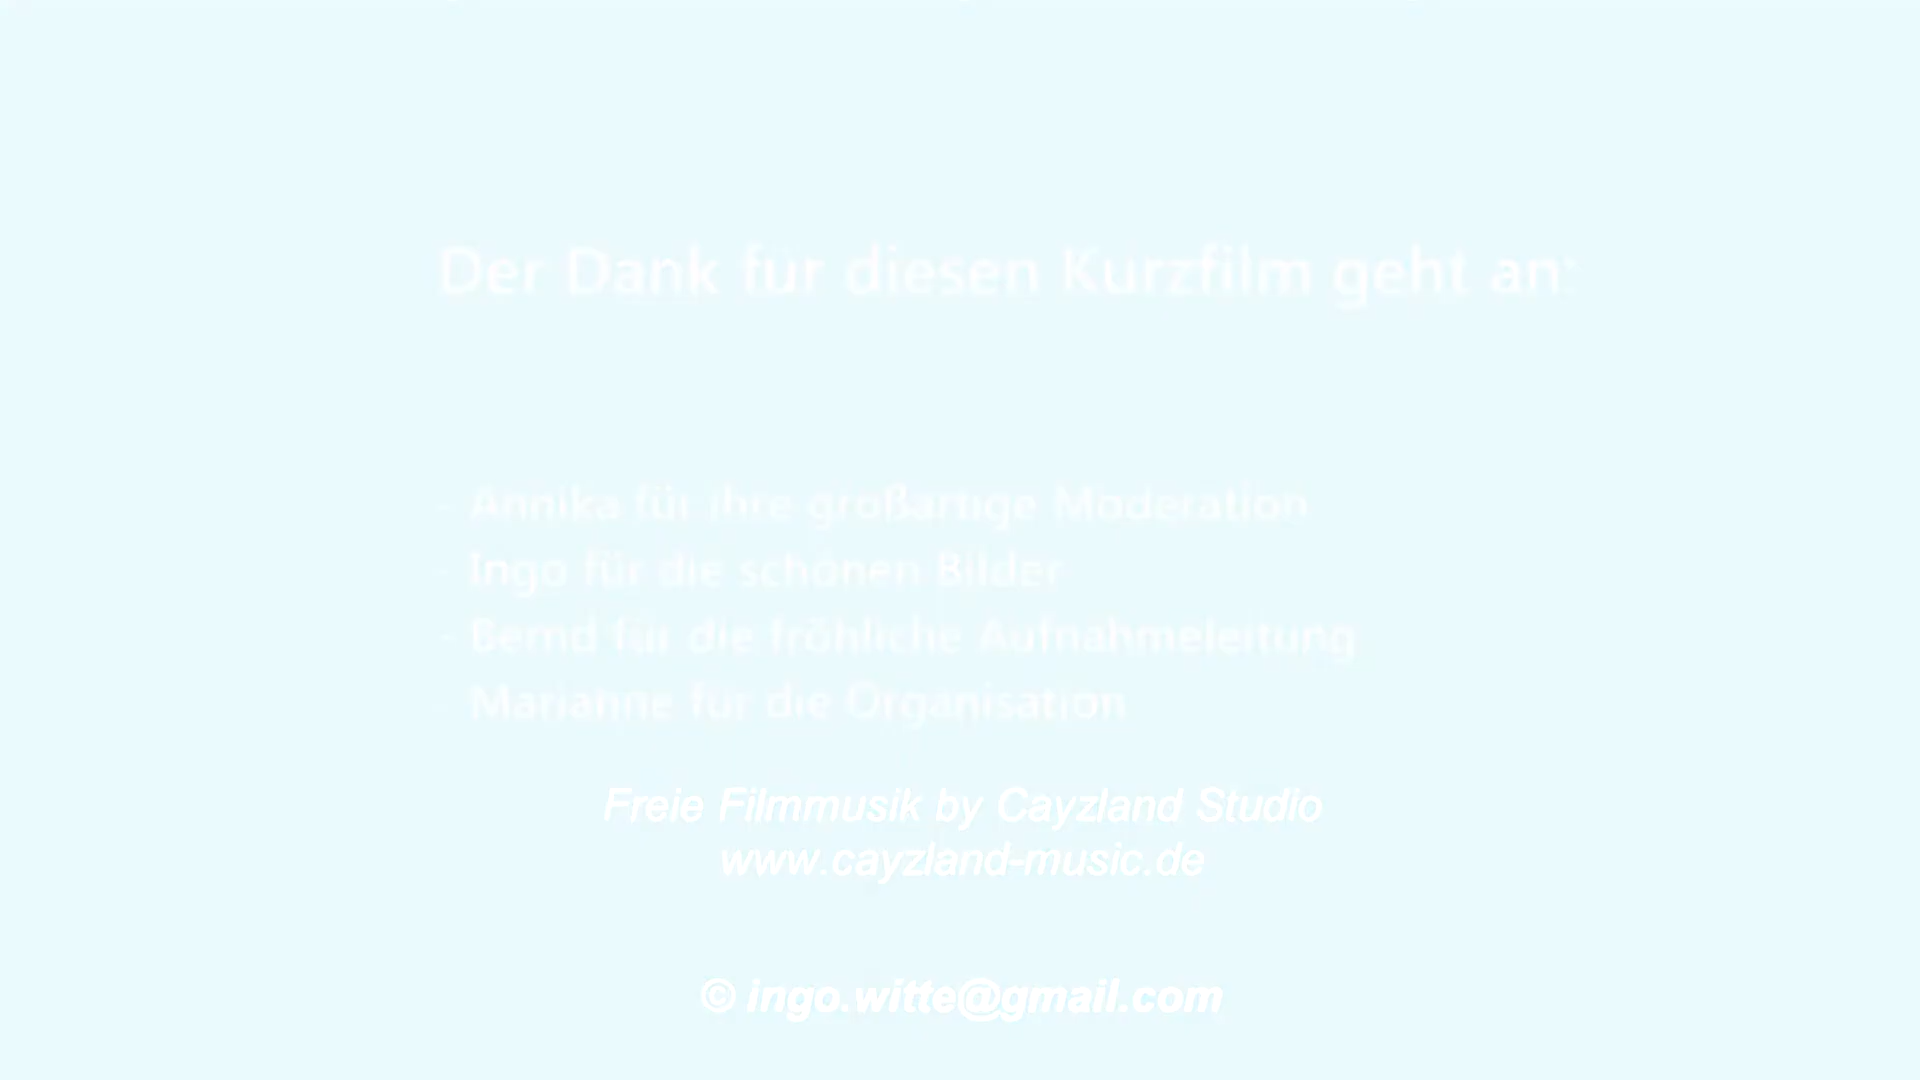 Der Dank für diesen Kurzfilm geht an:
- Annika für ihre großartige Moderation
- Ingo für die schönen Bilder
- Bernd für die fröhliche Aufnahmeleitung
- Marianne für die Organisation
Freie Filmmusik by Cayzland Studio
www.cayzland-music.de
© ingo.witte@gmail.com